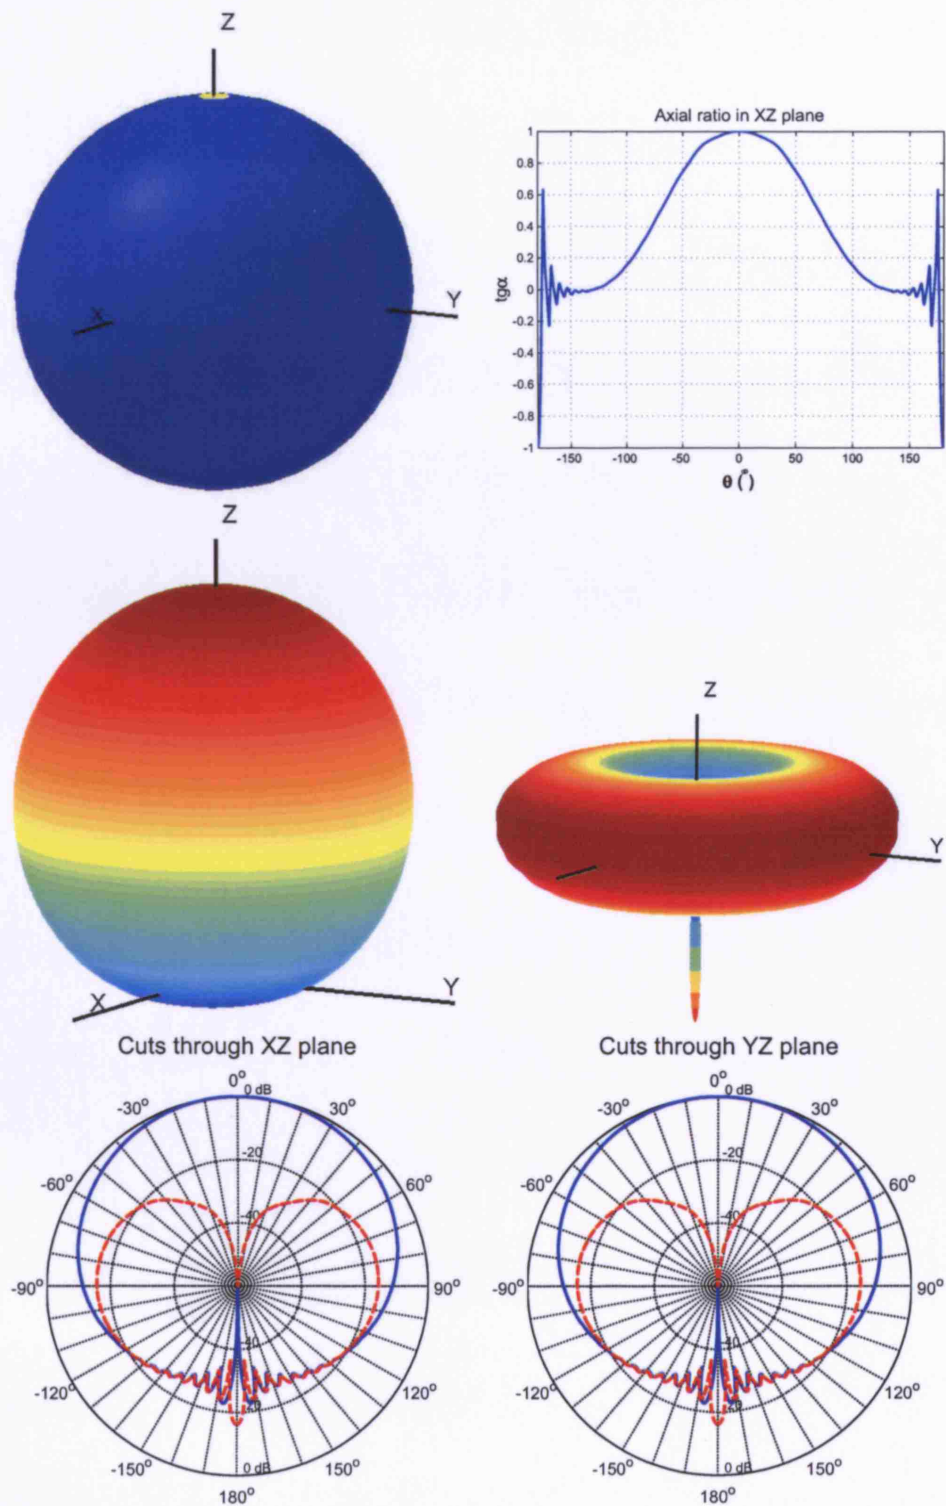 Z
X
Y
Axial ratio in XZ plane
1
0.8
0.6
0.4
0.2
0
-0.2
-0.4
-0.6
-0.8
-1
tgα
-150
-100
-50
0
50
100
150
θ (°)
Z
X
Y
Z
Y
Cuts through XZ plane
0°
0 dB
-30°
30°
-20
-60°
60°
-40
-90°
90°
-40
-120°
120°
-20
-150°
0 dB
150°
180°
Cuts through YZ plane
0°
0 dB
-30°
30°
-20
-60°
60°
-40
-90°
90°
-40
-120°
120°
-20
-150°
0 dB
150°
180°